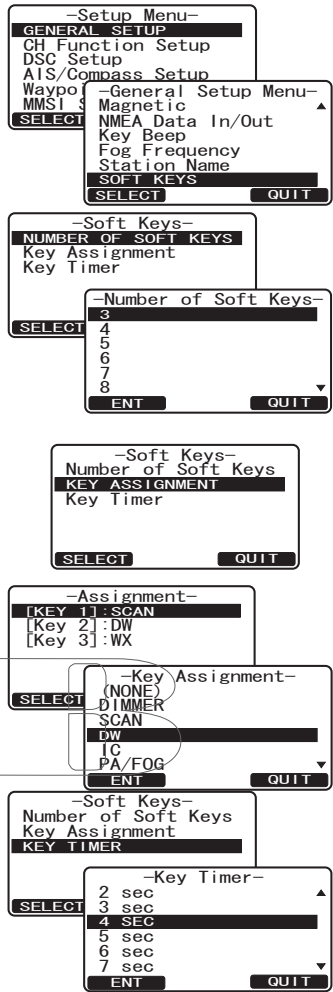 -Setup Menu-
GENERAL SETUP
CH Function Setup
DSC Setup
AIS/Compass Setup
SELECT
-General Setup Menu-
Magnetic ▲
NMEA Data In/Out
Key Beep
Fog Frequency
Station Name
SOFT KEYS
SELECT QUIT
-Soft Keys-
NUMBER OF SOFT KEYS
Key Assignment
Key Timer
SELECT
-Number of Soft Keys-
3
4
5
6
7
8 ▼
ENT QUIT
-Soft Keys-
Number of Soft Keys
KEY ASSIGNMENT
Key Timer
SELECT QUIT
-Assignment-
[KEY 1]:SCAN
[Key 2]:DW
[Key 3]:WX
SELECT
-Key Assignment-
(NONE)
DIMMER
SCAN
DW
IC
PA/FOG ▼
ENT QUIT
-Soft Keys-
Number of Soft Keys
Key Assignment
KEY TIMER
SELECT
-Key Timer-
2 sec ▲
3 sec
4 SEC
5 sec
6 sec
7 sec ▼
ENT QUIT